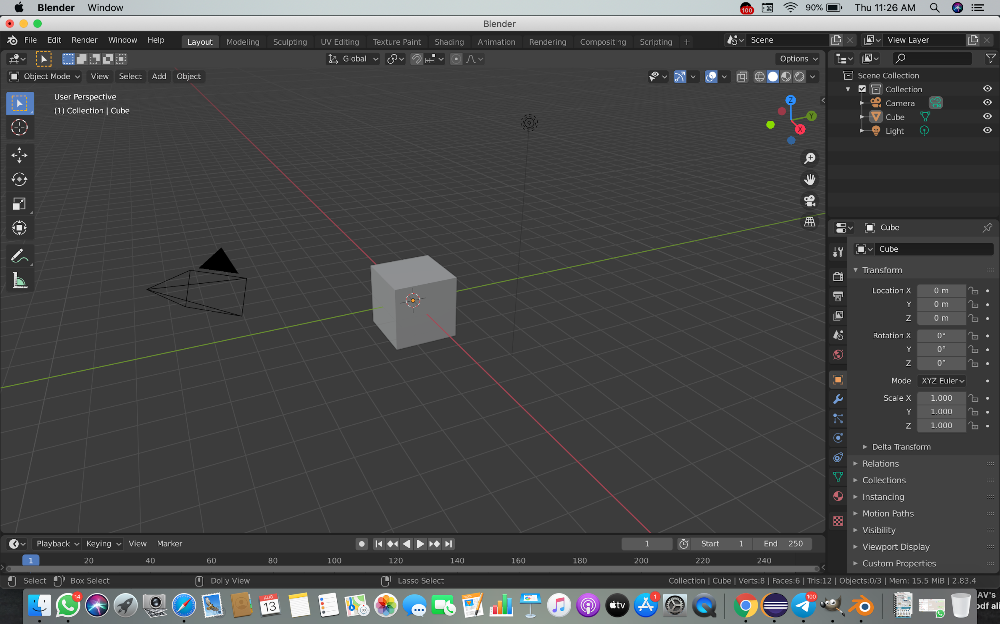 Blender Window 100 90% Thu 11:26 AM
Blender
File Edit Render Window Help Layout Modeling Sculpting UV Editing Texture Paint Shading Animation Rendering Compositing Scripting + Scene View Layer
Global Options
Object Mode View Select Add Object
User Perspective
(1) Collection | Cube
Z
Y
X
Scene Collection
Collection
Camera
Cube
Light
Cube
Cube
Transform
Location X 0 m
Y 0 m
Z 0 m
Rotation X 0°
Y 0°
Z 0°
Mode XYZ Euler
Scale X 1.000
Y 1.000
Z 1.000
Delta Transform
Relations
Collections
Instancing
Motion Paths
Visibility
Viewport Display
Custom Properties
Playback Keying View Marker 1 Start 1 End 250
1 20 40 60 80 100 120 140 160 180 200 220 240
Select Box Select Dolly View Lasso Select Collection | Cube | Verts:8 | Faces:6 | Tris:12 | Objects:0/3 | Mem: 15.5 MiB | 2.83.4
14 AUG 13 3D PAGES tv 1 100
AV's
pdf ali